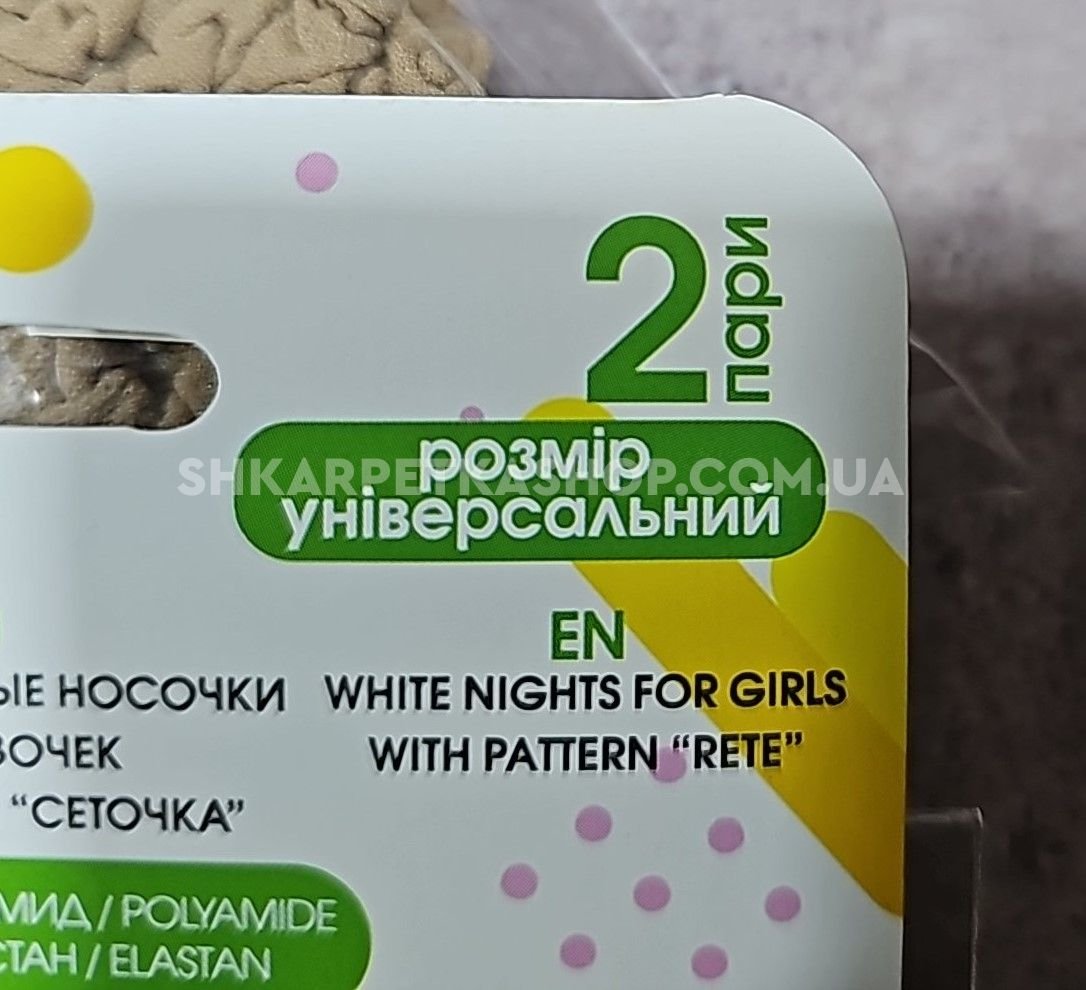 2 пари
розмір
універсальний
SHKARPETKASHOP.COM.UA
EN
WHITE NIGHTS FOR GIRLS
WITH PATTERN “RETE”
ЫЕ НОСОЧКИ
ВОЧЕК
“СЕТОЧКА”
МИД / POLYAMIDE
СТАН / ELASTAN